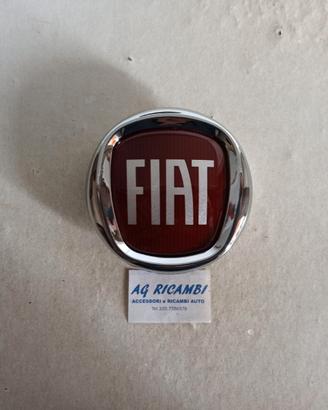 FIAT
AG RICAMBI
ACCESSORI e RICAMBI AUTO